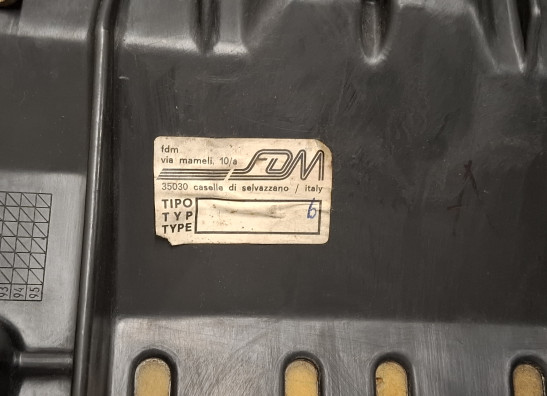 fdm
via mameli. 10/a
FDM
35030 caselle di selvazzano / italy
TIPO
TYP
TYPE
6
93
94
95